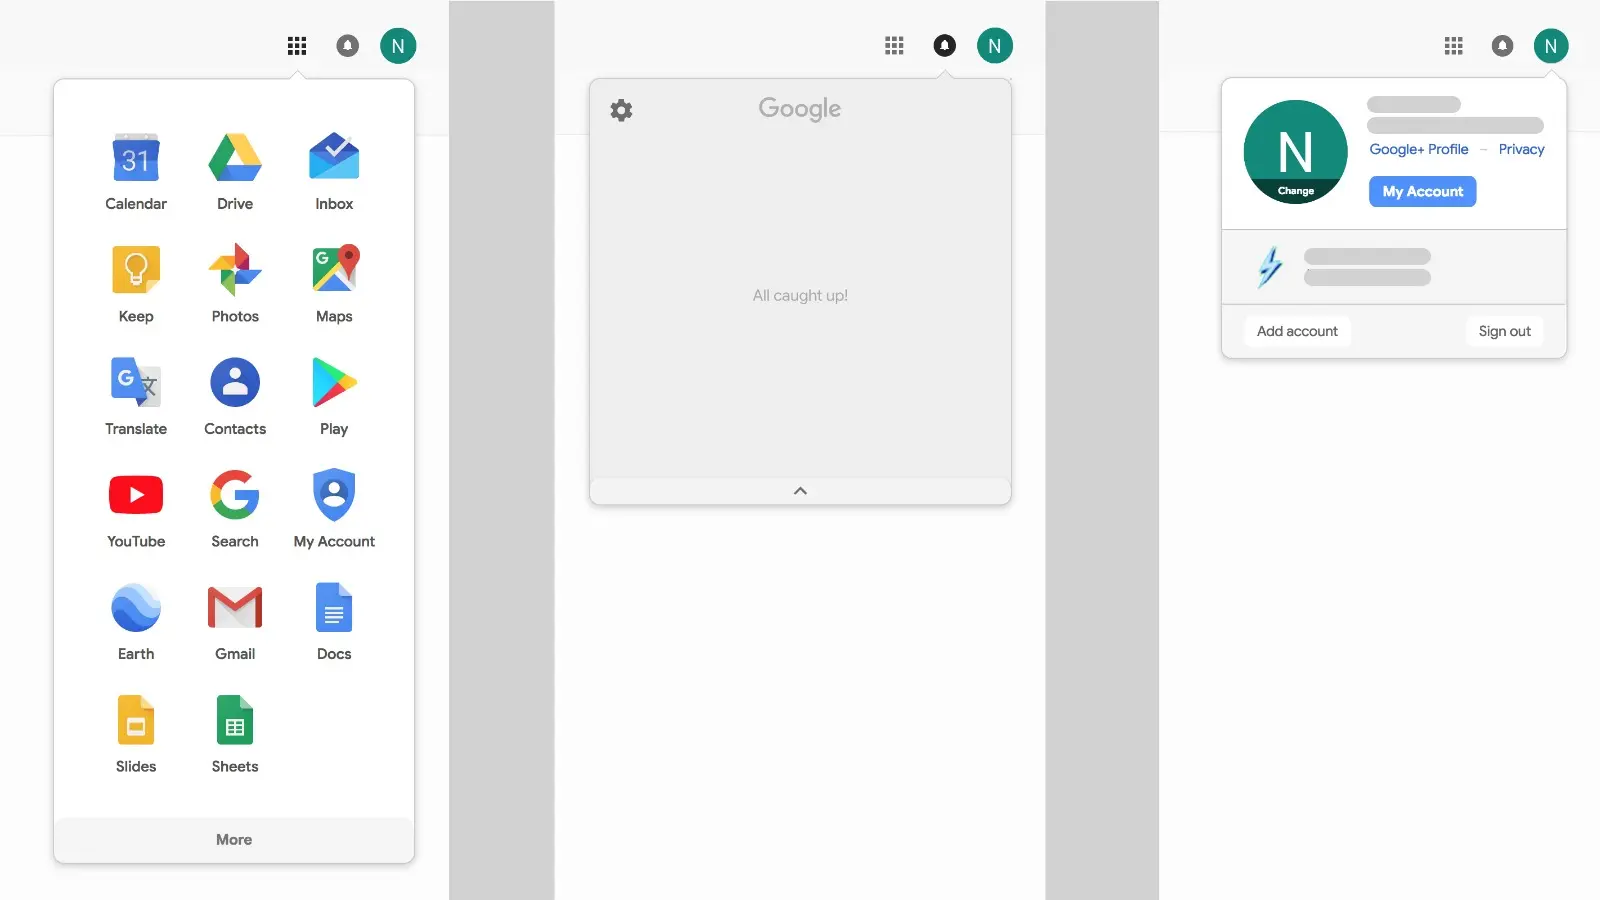 N
31
Calendar
Drive
Inbox
G
Keep
Photos
Maps
G 文
Translate
Contacts
Play
YouTube
Search
My Account
Earth
Gmail
Docs
Slides
Sheets
More
N
Google
All caught up!
N
N
Change
Google+ Profile – Privacy
My Account
Add account
Sign out